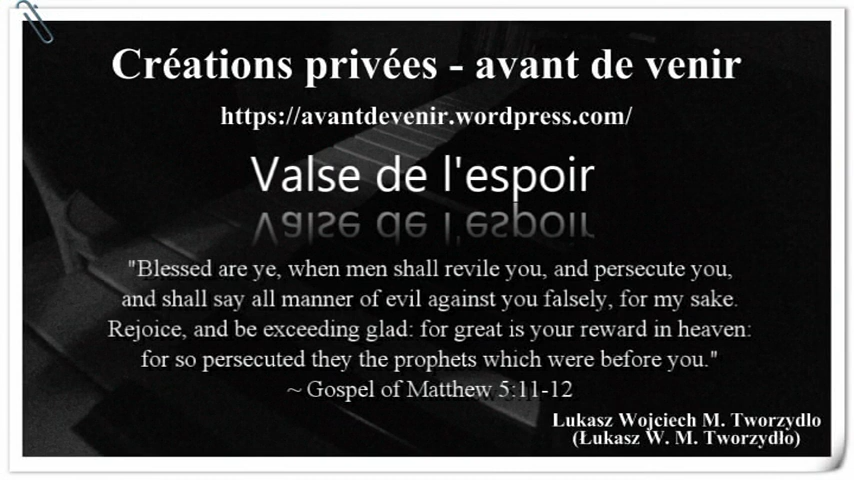 Créations privées - avant de venir
https://avantdevenir.wordpress.com/
Valse de l'espoir
Valse de l'espoir
"Blessed are ye, when men shall revile you, and persecute you,
and shall say all manner of evil against you falsely, for my sake.
Rejoice, and be exceeding glad: for great is your reward in heaven:
for so persecuted they the prophets which were before you."
~ Gospel of Matthew 5:11-12
Lukasz Wojciech M. Tworzydlo
(Łukasz W. M. Tworzydło)